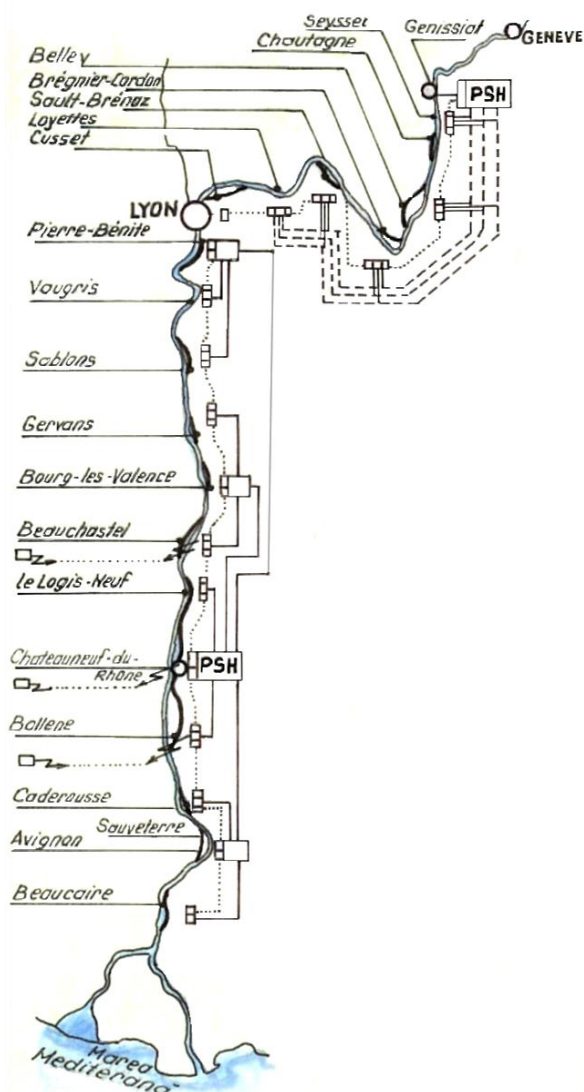 Seyssel
Genissiat
GENEVE
Chautagne
Belley
Brégnier-Cordon
Sault-Brénaz
Loyettes
Cusset
PSH
LYON
Pierre-Bénite
Vaugris
Sablons
Gervans
Bourg-les-Valence
Beauchastel
le Logis-Neuf
Chateauneuf-du-
Rhône
PSH
Bollene
Caderousse
Sauveterre
Avignon
Beaucaire
Marea
Mediterană